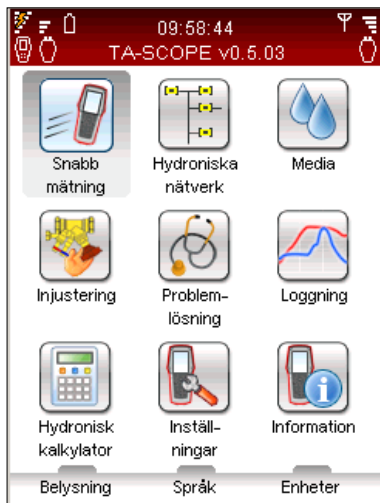 09:58:44
TA-SCOPE v0.5.03
Snabb
mätning
Hydroniska
nätverk
Media
Injustering
Problem-
lösning
Loggning
Hydronisk
kalkylator
Inställ-
ningar
Information
Belysning
Språk
Enheter